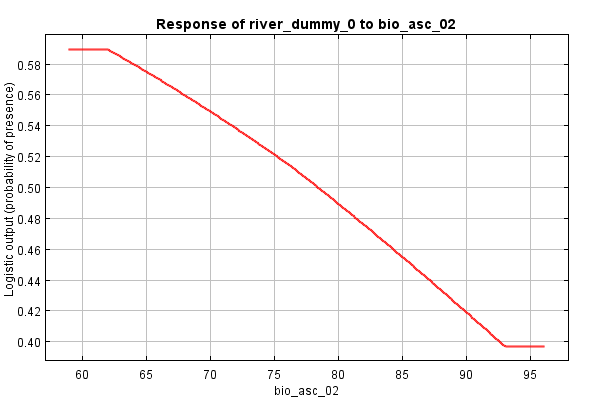 Response of river_dummy_0 to bio_asc_02
Logistic output (probability of presence)
0.58
0.56
0.54
0.52
0.50
0.48
0.46
0.44
0.42
0.40
60 65 70 75 80 85 90 95
bio_asc_02